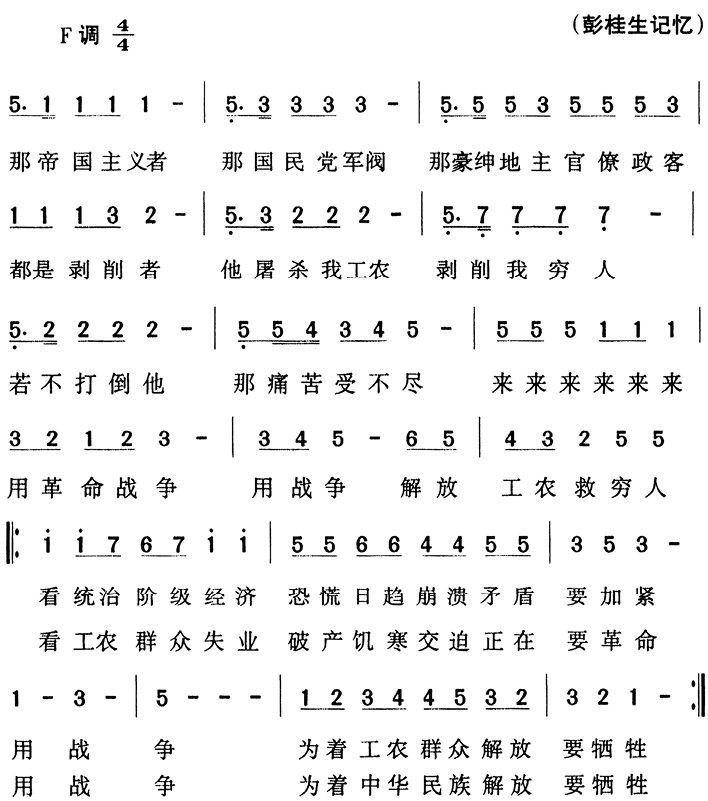 F调 4/4
(彭桂生记忆)
5. 1 1 1 1 - | 5. 3 3 3 3 - | 5. 5 5 3 5 5 5 3 |
那帝国主义者 那国民党军阀 那豪绅地主官僚政客
1 1 1 3 2 - | 5. 3 2 2 2 - | 5. 7 7 7 7 - |
都是剥削者 他屠杀我工农 剥削我穷人
5. 2 2 2 2 - | 5 5 4 3 4 5 - | 5 5 5 1 1 1 |
若不打倒他 那痛苦受不尽 来来来来来来
3 2 1 2 3 - | 3 4 5 - 6 5 | 4 3 2 5 5
用革命战争 用战争 解放 工农救穷人
|: i i 7 6 7 i i | 5 5 6 6 4 4 5 5 | 3 5 3 -
看统治阶级经济 恐慌日趋崩溃矛盾 要加紧
看工农群众失业 破产饥寒交迫正在 要革命
1 - 3 - | 5 - - - | 1 2 3 4 4 5 3 2 | 3 2 1 - :|
用战争 为着工农群众解放 要牺牲
用战争 为着中华民族解放 要牺牲